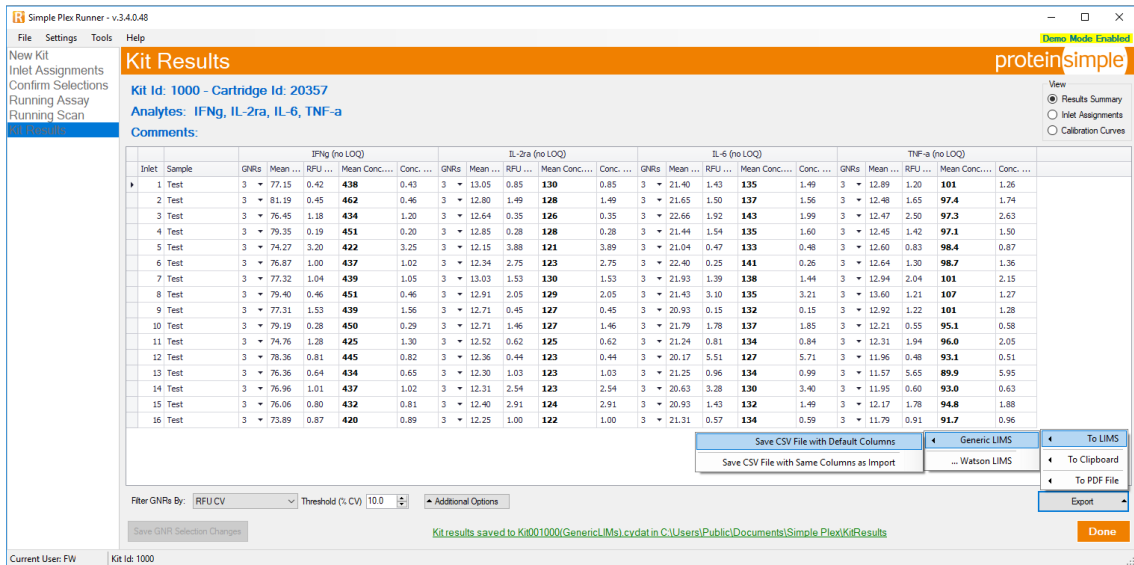 Simple Plex Runner - v.3.4.0.48
File Settings Tools Help
Demo Mode Enabled
New Kit
Inlet Assignments
Confirm Selections
Running Assay
Running Scan
Kit Results
Kit Results
protein(simple)
Kit Id: 1000 - Cartridge Id: 20357
Analytes: IFNg, IL-2ra, IL-6, TNF-a
Comments:
View
Results Summary
Inlet Assignments
Calibration Curves
IFNg (no LOQ) IL-2ra (no LOQ) IL-6 (no LOQ) TNF-a (no LOQ)
Inlet Sample GNRs Mean ... RFU ... Mean Conc.... Conc. ... GNRs Mean ... RFU ... Mean Conc.... Conc. ... GNRs Mean ... RFU ... Mean Conc.... Conc. ... GNRs Mean ... RFU ... Mean Conc.... Conc. ...
1 Test 3 77.15 0.42 438 0.43 3 13.05 0.85 130 0.85 3 21.40 1.43 135 1.49 3 12.89 1.20 101 1.26
2 Test 3 81.19 0.45 462 0.46 3 12.80 1.49 128 1.49 3 21.65 1.50 137 1.56 3 12.48 1.65 97.4 1.74
3 Test 3 76.45 1.18 434 1.20 3 12.64 0.35 126 0.35 3 22.66 1.92 143 1.99 3 12.47 2.50 97.3 2.63
4 Test 3 79.35 0.19 451 0.20 3 12.85 0.28 128 0.28 3 21.44 1.54 135 1.60 3 12.45 1.42 97.1 1.50
5 Test 3 74.27 3.20 422 3.25 3 12.15 3.88 121 3.89 3 21.04 0.47 133 0.48 3 12.60 0.83 98.4 0.87
6 Test 3 76.87 1.00 437 1.02 3 12.34 2.75 123 2.75 3 22.40 0.25 141 0.26 3 12.64 1.30 98.7 1.36
7 Test 3 77.32 1.04 439 1.05 3 13.03 1.53 130 1.53 3 21.93 1.39 138 1.44 3 12.94 2.04 101 2.15
8 Test 3 79.40 0.46 451 0.46 3 12.91 2.05 129 2.05 3 21.43 3.10 135 3.21 3 13.60 1.21 107 1.27
9 Test 3 77.31 1.53 439 1.56 3 12.71 0.45 127 0.45 3 20.93 0.15 132 0.15 3 12.92 1.22 101 1.28
10 Test 3 79.19 0.28 450 0.29 3 12.71 1.46 127 1.46 3 21.79 1.78 137 1.85 3 12.21 0.55 95.1 0.58
11 Test 3 74.76 1.28 425 1.30 3 12.52 0.62 125 0.62 3 21.24 0.81 134 0.84 3 12.31 1.94 96.0 2.05
12 Test 3 78.36 0.81 445 0.82 3 12.36 0.44 123 0.44 3 20.17 5.51 127 5.71 3 11.96 0.48 93.1 0.51
13 Test 3 76.36 0.64 434 0.65 3 12.30 1.03 123 1.03 3 21.25 0.96 134 0.99 3 11.57 5.65 89.9 5.95
14 Test 3 76.96 1.01 437 1.02 3 12.31 2.54 123 2.54 3 20.63 3.28 130 3.40 3 11.95 0.60 93.0 0.63
15 Test 3 76.06 0.80 432 0.81 3 12.40 2.91 124 2.91 3 20.93 1.43 132 1.49 3 12.17 1.78 94.8 1.88
16 Test 3 73.89 0.87 420 0.89 3 12.25 1.00 122 1.00 3 21.31 0.57 134 0.59 3 11.79 0.91 91.7 0.96
Save CSV File with Default Columns Generic LIMS To LIMS
Save CSV File with Same Columns as Import ... Watson LIMS To Clipboard
To PDF File
Filter GNRs By: RFU CV Threshold (% CV) 10.0 Additional Options Export
Save GNR Selection Changes Kit results saved to Kit001000(GenericLIMs).cydat in C:\Users\Public\Documents\Simple Plex\KitResults Done
Current User: FW Kit Id: 1000